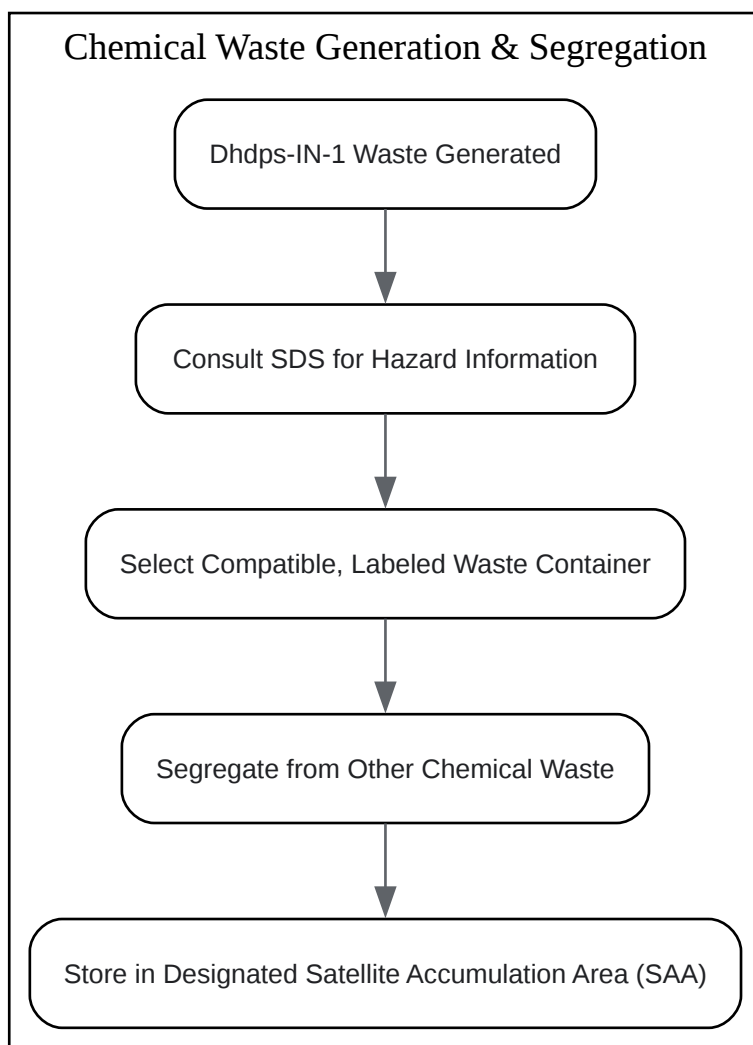 Chemical Waste Generation & Segregation
Dhdps-IN-1 Waste Generated
Consult SDS for Hazard Information
Select Compatible, Labeled Waste Container
Segregate from Other Chemical Waste
Store in Designated Satellite Accumulation Area (SAA)